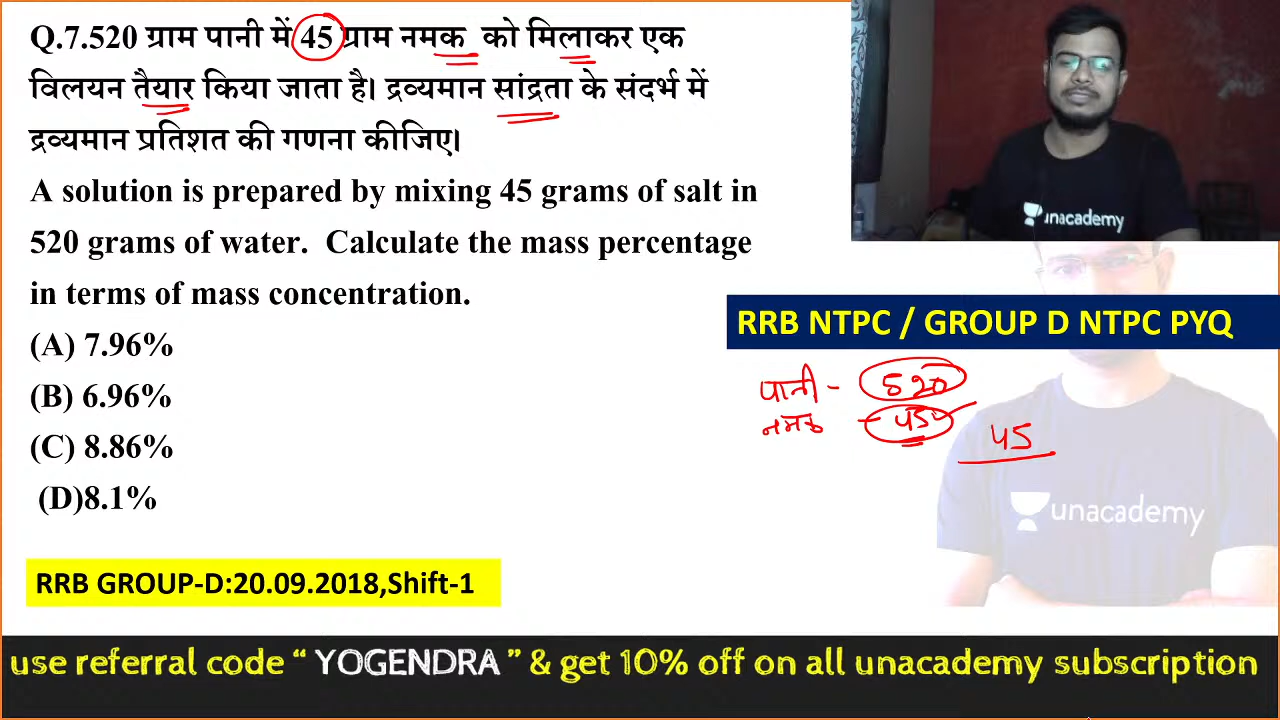 Q.7.520 ग्राम पानी में 45 ग्राम नमक को मिलाकर एक
विलयन तैयार किया जाता है। द्रव्यमान सांद्रता के संदर्भ में
द्रव्यमान प्रतिशत की गणना कीजिए।
A solution is prepared by mixing 45 grams of salt in
520 grams of water. Calculate the mass percentage
in terms of mass concentration.
(A) 7.96%
(B) 6.96%
(C) 8.86%
(D)8.1%
RRB GROUP-D:20.09.2018,Shift-1
unacademy
RRB NTPC / GROUP D NTPC PYQ
पानी - 520
नमक - 45
45
unacademy
use referral code “ YOGENDRA ” & get 10% off on all unacademy subscription